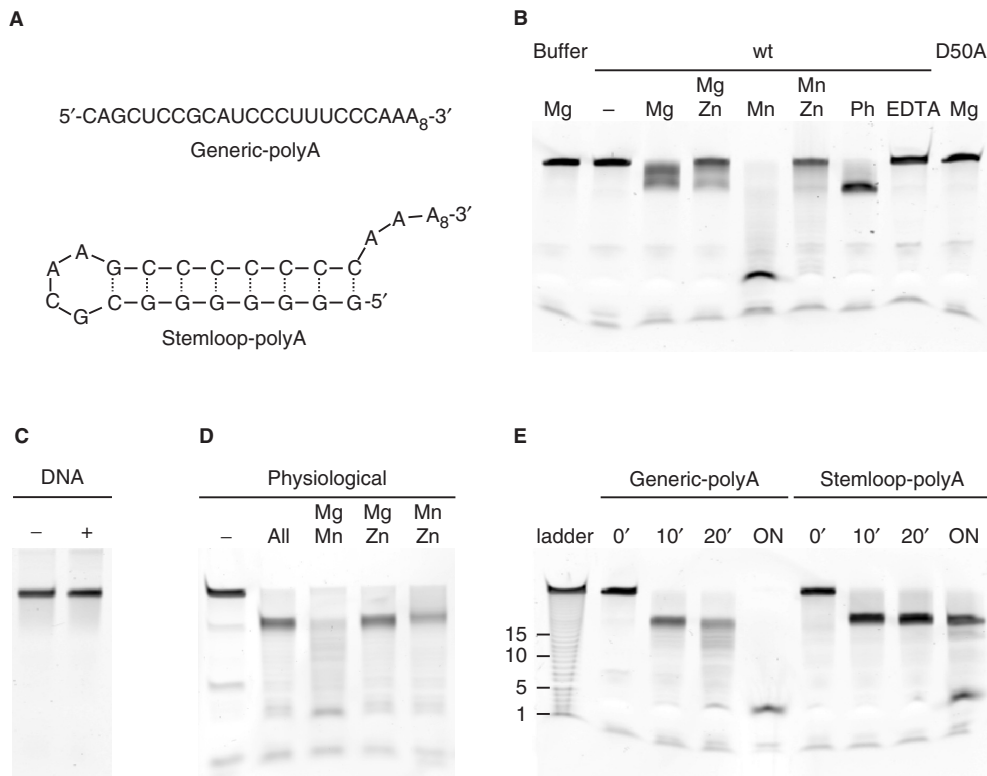 A
5′-CAGCUCCGCAUCCCUUUCCCAAA₈-3′
Generic-polyA
A–A₈-3′
A
A A G–C–C–C–C–C–C–C–C
C G C–G–G–G–G–G–G–G–G-5′
Stemloop-polyA
B
Buffer wt D50A
Mg – Mg Mg Zn Mn Mn Zn Ph EDTA Mg
C
DNA
– +
D
Physiological
– All Mg Mn Mg Zn Mn Zn
E
Generic-polyA Stemloop-polyA
ladder 0′ 10′ 20′ ON 0′ 10′ 20′ ON
15
10
5
1